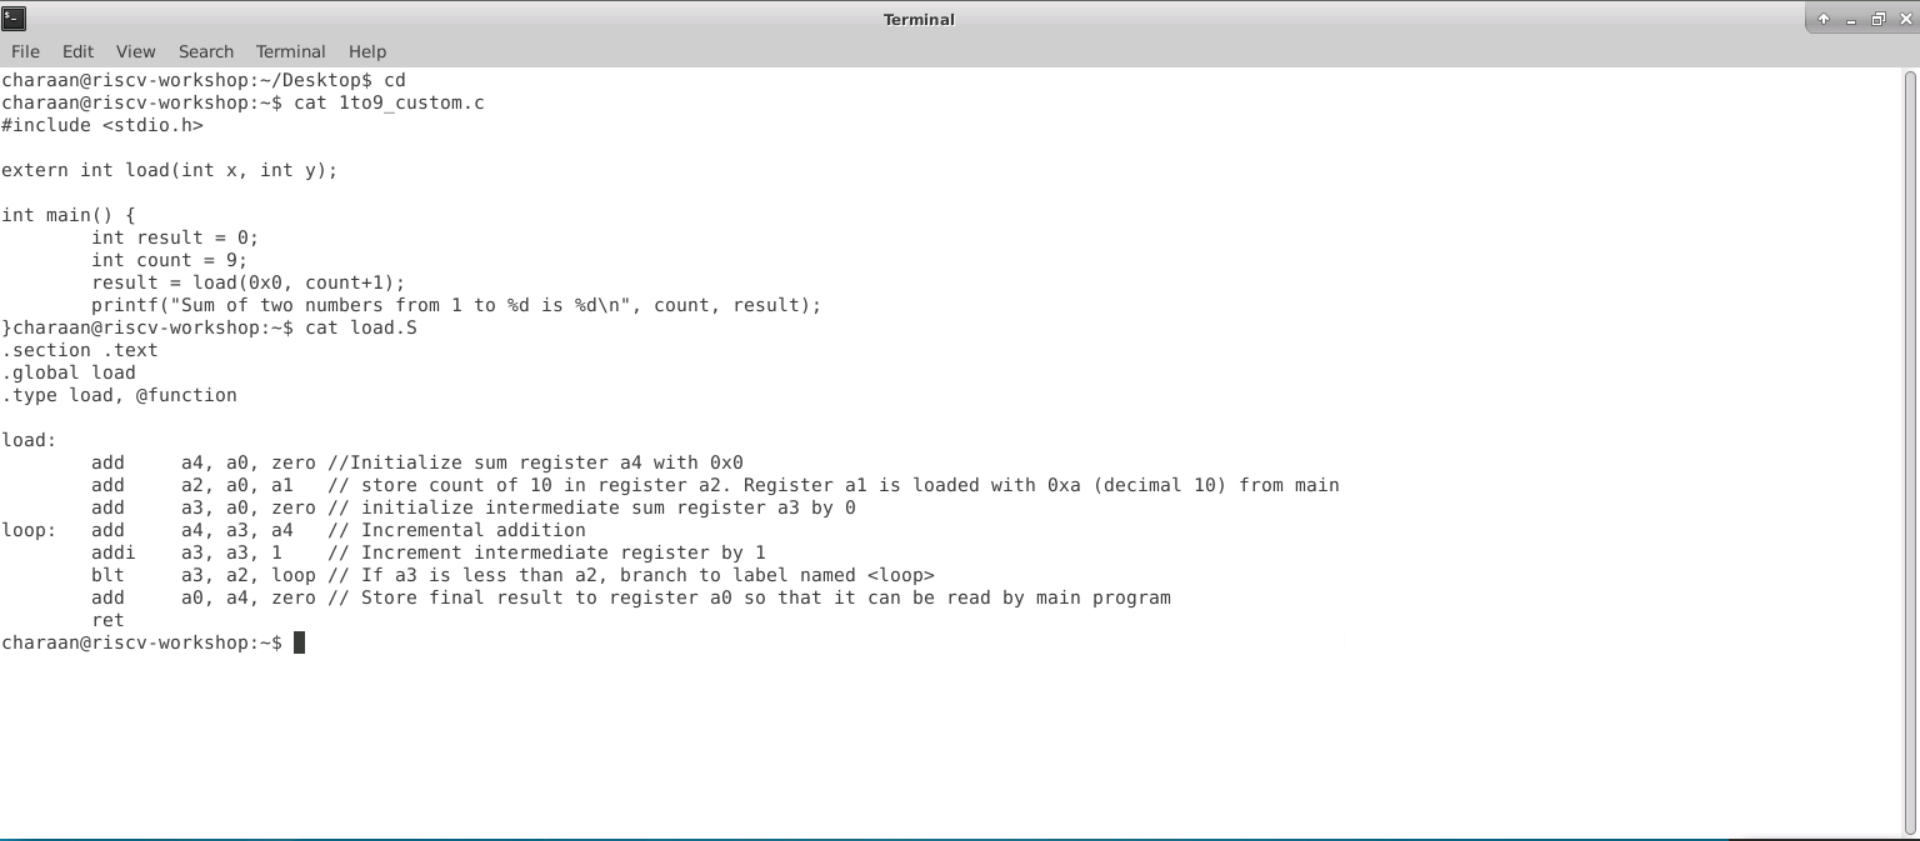 Terminal
File Edit View Search Terminal Help
charaan@riscv-workshop:~/Desktop$ cd
charaan@riscv-workshop:~$ cat 1to9_custom.c
#include <stdio.h>
extern int load(int x, int y);
int main() {
        int result = 0;
        int count = 9;
        result = load(0x0, count+1);
        printf("Sum of two numbers from 1 to %d is %d\n", count, result);
}charaan@riscv-workshop:~$ cat load.S
.section .text
.global load
.type load, @function
load:
        add     a4, a0, zero //Initialize sum register a4 with 0x0
        add     a2, a0, a1   // store count of 10 in register a2. Register a1 is loaded with 0xa (decimal 10) from main
        add     a3, a0, zero // initialize intermediate sum register a3 by 0
loop:   add     a4, a3, a4   // Incremental addition
        addi    a3, a3, 1    // Increment intermediate register by 1
        blt     a3, a2, loop // If a3 is less than a2, branch to label named <loop>
        add     a0, a4, zero // Store final result to register a0 so that it can be read by main program
        ret
charaan@riscv-workshop:~$